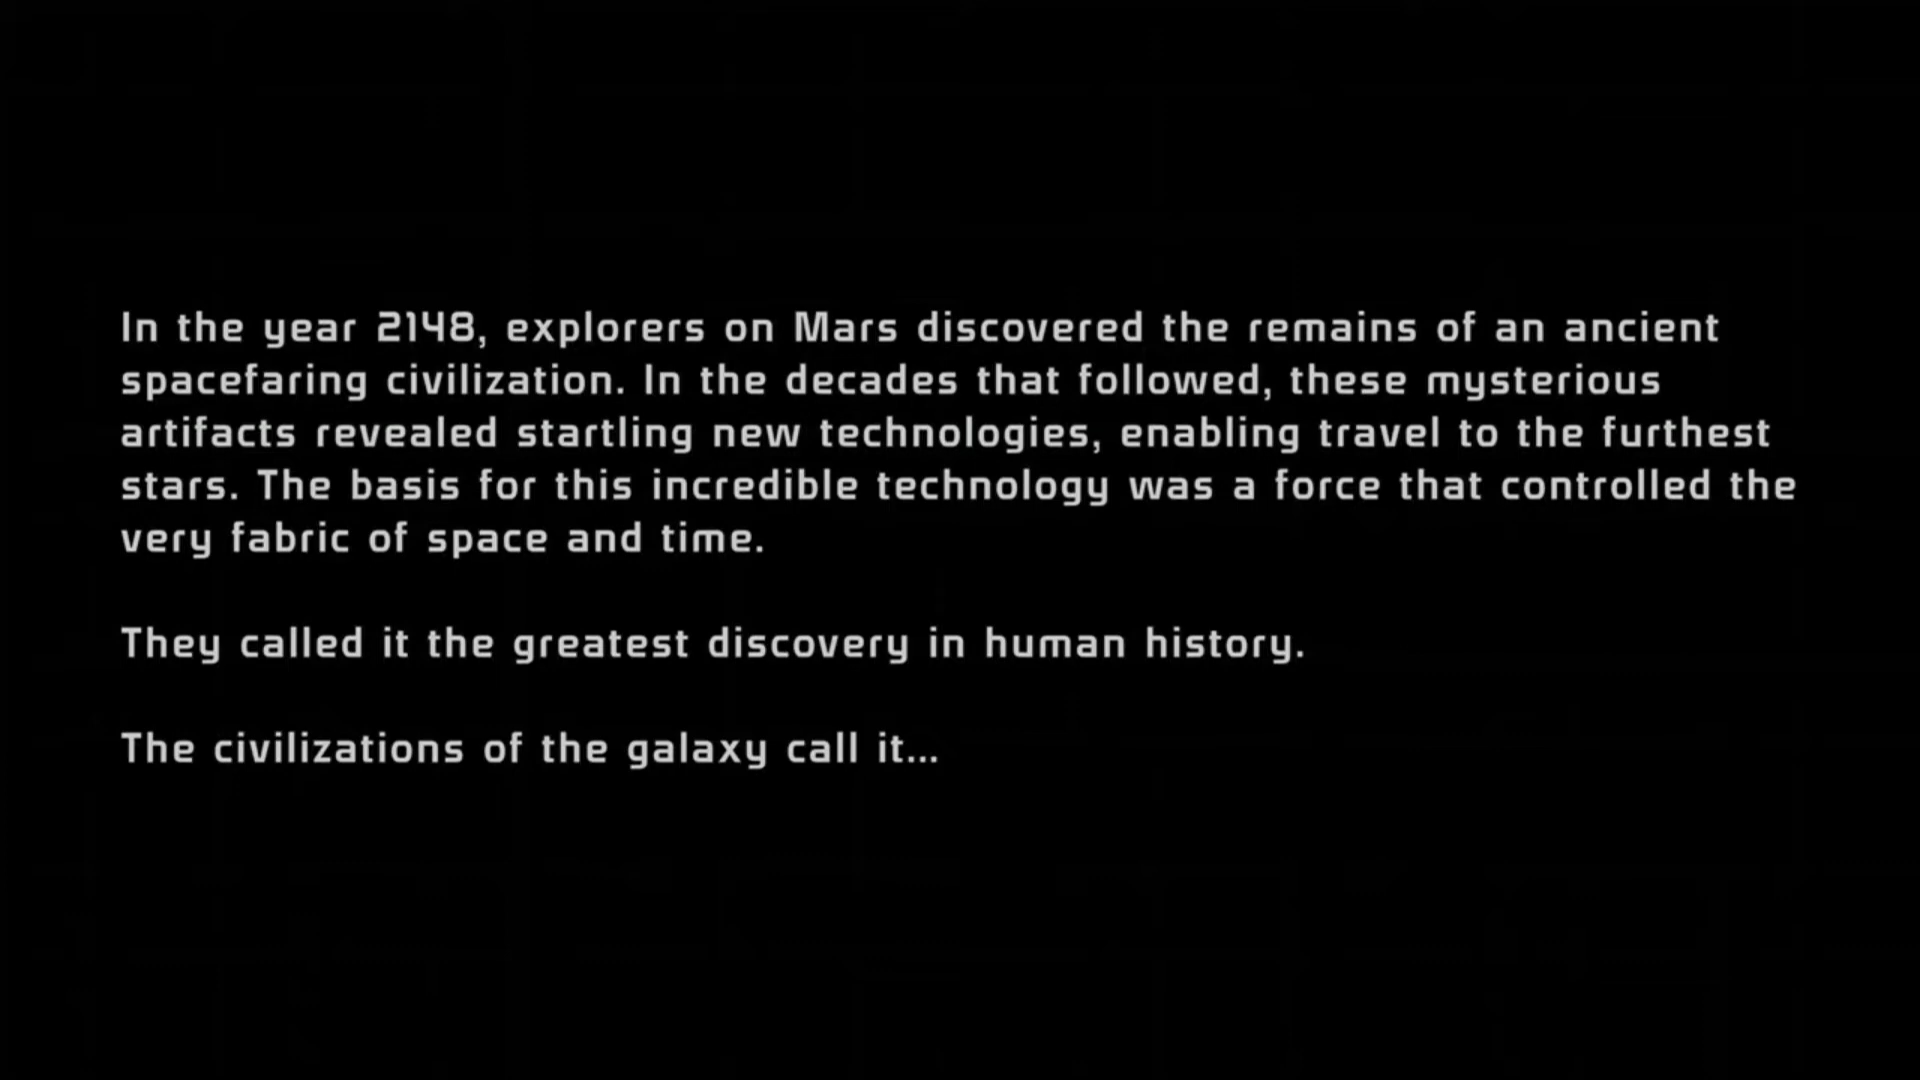 In the year 2148, explorers on Mars discovered the remains of an ancient
spacefaring civilization. In the decades that followed, these mysterious
artifacts revealed startling new technologies, enabling travel to the furthest
stars. The basis for this incredible technology was a force that controlled the
very fabric of space and time.
They called it the greatest discovery in human history.
The civilizations of the galaxy call it...